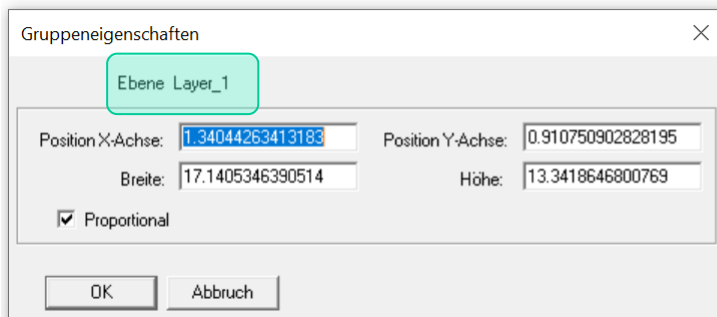 Gruppeneigenschaften
Ebene Layer_1
Position X-Achse: 1.34044263413183 Position Y-Achse: 0.910750902828195
Breite: 17.1405346390514 Höhe: 13.3418646800769
Proportional
OK Abbruch